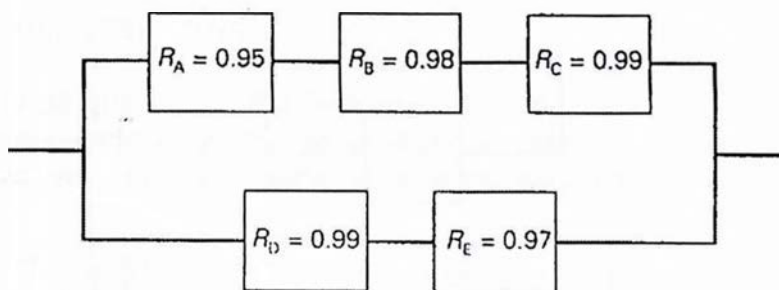 R_A = 0.95 R_B = 0.98 R_C = 0.99
R_D = 0.99 R_E = 0.97